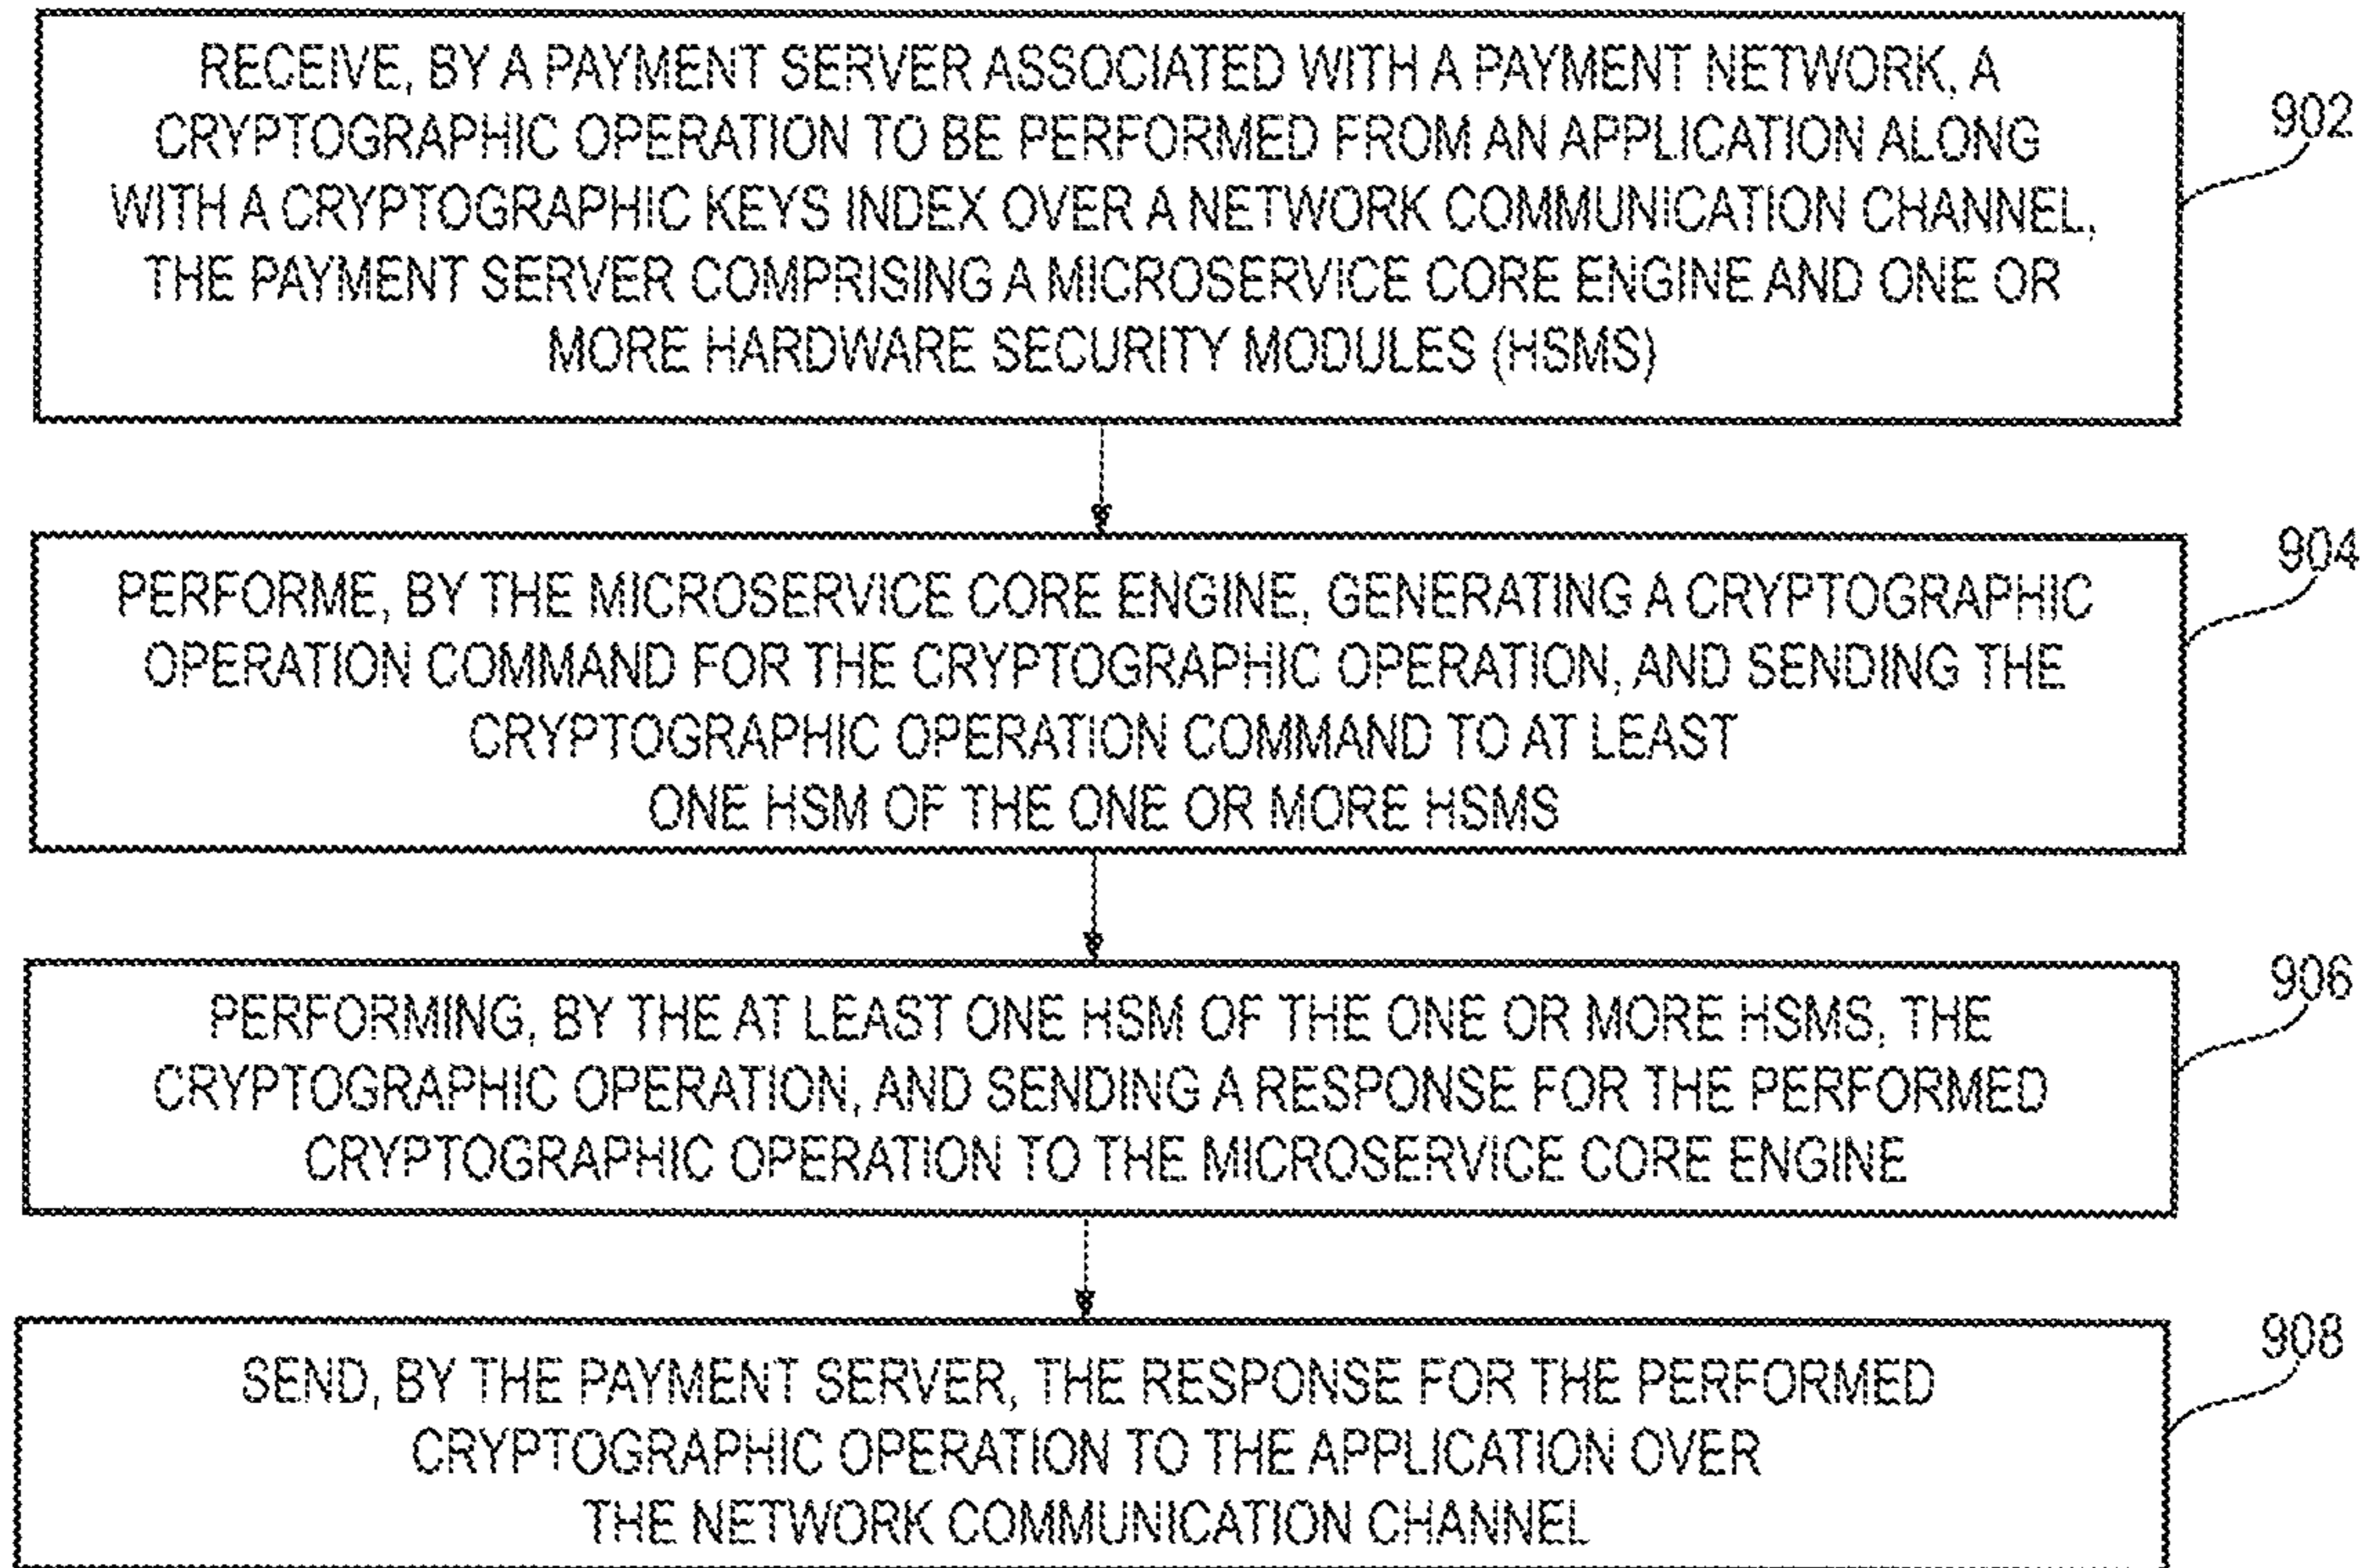 RECEIVE, BY A PAYMENT SERVER ASSOCIATED WITH A PAYMENT NETWORK, A
CRYPTOGRAPHIC OPERATION TO BE PERFORMED FROM AN APPLICATION ALONG
WITH A CRYPTOGRAPHIC KEYS INDEX OVER A NETWORK COMMUNICATION CHANNEL,
THE PAYMENT SERVER COMPRISING A MICROSERVICE CORE ENGINE AND ONE OR
MORE HARDWARE SECURITY MODULES (HSMS)
902
PERFORME, BY THE MICROSERVICE CORE ENGINE, GENERATING A CRYPTOGRAPHIC
OPERATION COMMAND FOR THE CRYPTOGRAPHIC OPERATION, AND SENDING THE
CRYPTOGRAPHIC OPERATION COMMAND TO AT LEAST
ONE HSM OF THE ONE OR MORE HSMS
904
PERFORMING, BY THE AT LEAST ONE HSM OF THE ONE OR MORE HSMS, THE
CRYPTOGRAPHIC OPERATION, AND SENDING A RESPONSE FOR THE PERFORMED
CRYPTOGRAPHIC OPERATION TO THE MICROSERVICE CORE ENGINE
906
SEND, BY THE PAYMENT SERVER, THE RESPONSE FOR THE PERFORMED
CRYPTOGRAPHIC OPERATION TO THE APPLICATION OVER
THE NETWORK COMMUNICATION CHANNEL
908